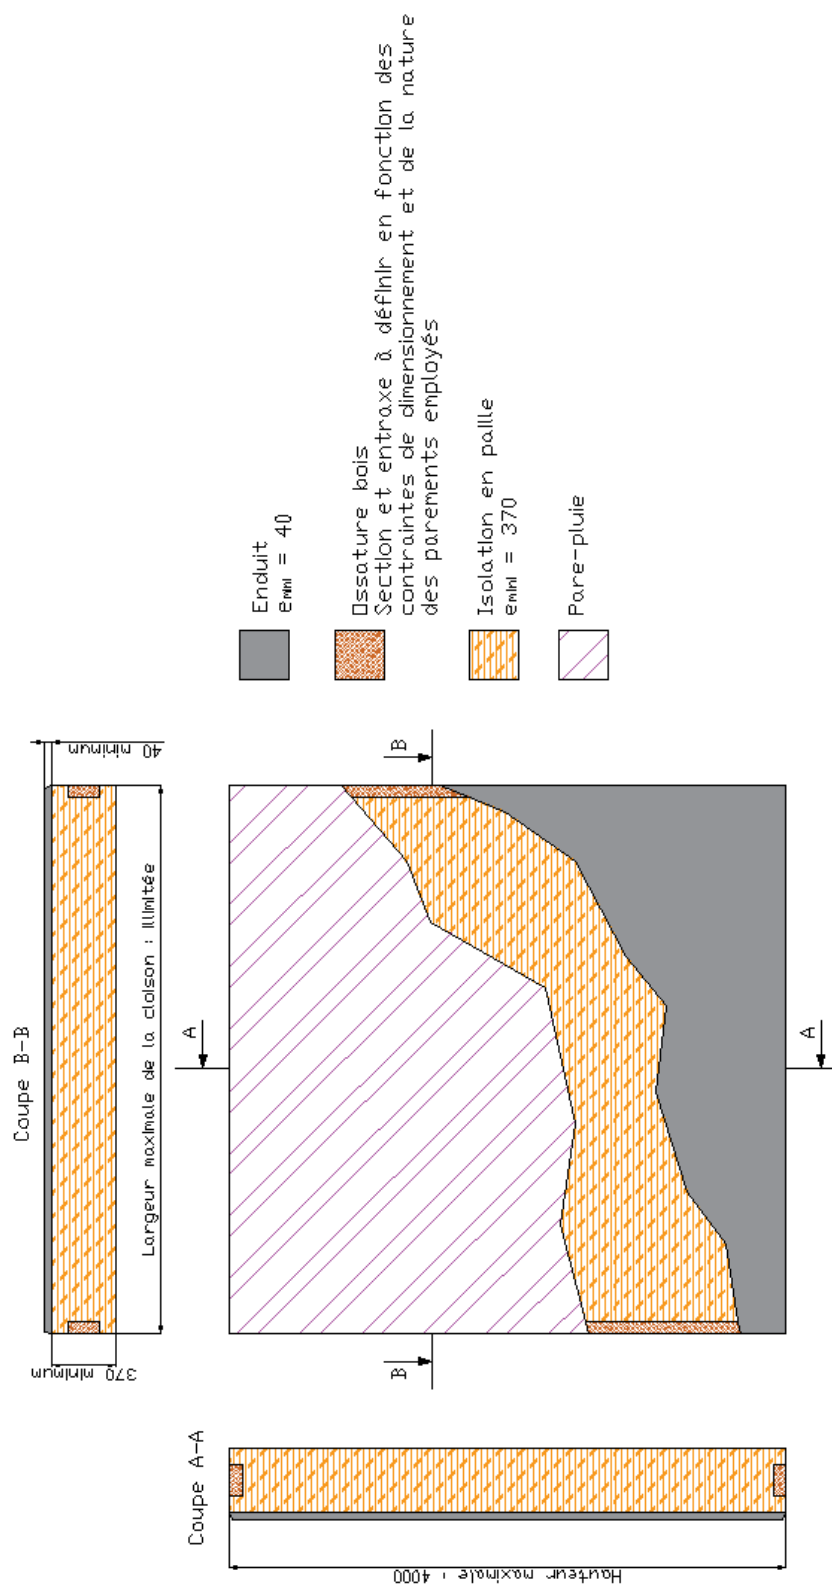 Coupe B-B
40 minimum
Largeur maximale de la cloison : illimitée
370 minimum
A
A
B
B
Coupe A-A
Hauteur maximale : 4000
Enduit
emini = 40
Ossature bois
Section et entraxe à définir en fonction des
contraintes de dimensionnement et de la nature
des parements employés
Isolation en paille
emini = 370
Pare-pluie